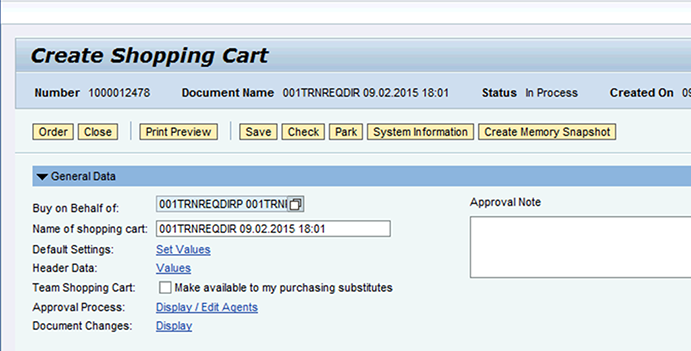 Create Shopping Cart
Number 1000012478 Document Name 001TRNREQDIR 09.02.2015 18:01 Status In Process Created On
Order Close Print Preview Save Check Park System Information Create Memory Snapshot
General Data
Buy on Behalf of: 001TRNREQDIRP
Approval Note
Name of shopping cart: 001TRNREQDIR 09.02.2015 18:01
Default Settings: Set Values
Header Data: Values
Team Shopping Cart: Make available to my purchasing substitutes
Approval Process: Display / Edit Agents
Document Changes: Display